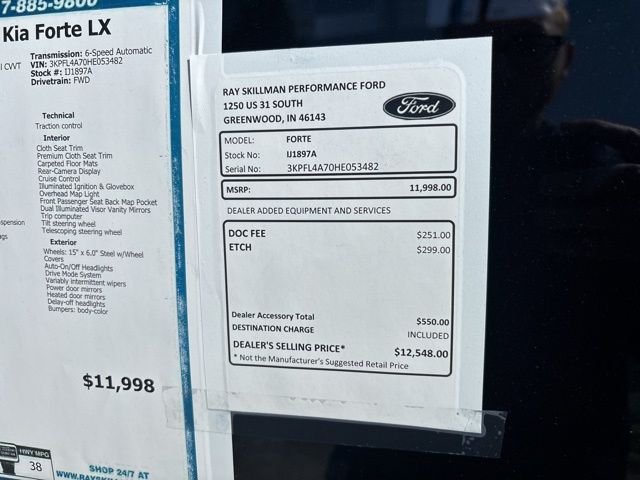 7-885-9800
Kia Forte LX
l CVVT
Transmission: 6-Speed Automatic
VIN: 3KPFL4A70HE053482
Stock #: IJ1897A
Drivetrain: FWD
Technical
Traction control
Interior
Cloth Seat Trim
Premium Cloth Seat Trim
Carpeted Floor Mats
Rear-Camera Display
Cruise Control
Illuminated Ignition & Glovebox
Overhead Map Light
Front Passenger Seat Back Map Pocket
Dual Illuminated Visor Vanity Mirrors
Trip computer
Tilt steering wheel
Telescoping steering wheel
spension
ags
Exterior
Wheels: 15" x 6.0" Steel w/Wheel
Covers
Auto-On/Off Headlights
Drive Mode System
Variably intermittent wipers
Power door mirrors
Heated door mirrors
Delay-off headlights
Bumpers: body-color
$11,998
HWY MPG
38
SHOP 24/7 AT
RAY SKILLMAN PERFORMANCE FORD
1250 US 31 SOUTH
GREENWOOD, IN 46143
Ford
MODEL: FORTE
Stock No: IJ1897A
Serial No: 3KPFL4A70HE053482
MSRP: 11,998.00
DEALER ADDED EQUIPMENT AND SERVICES
DOC FEE $251.00
ETCH $299.00
Dealer Accessory Total $550.00
DESTINATION CHARGE INCLUDED
DEALER'S SELLING PRICE* $12,548.00
* Not the Manufacturer's Suggested Retail Price